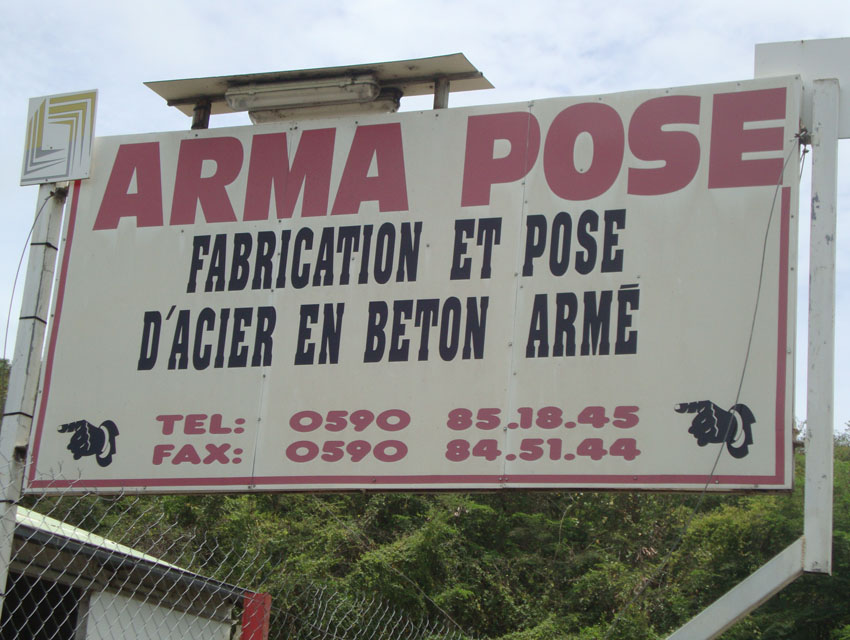 ARMA POSE
FABRICATION ET POSE
D'ACIER EN BETON ARMÉ
TEL: 0590 85.18.45
FAX: 0590 84.51.44